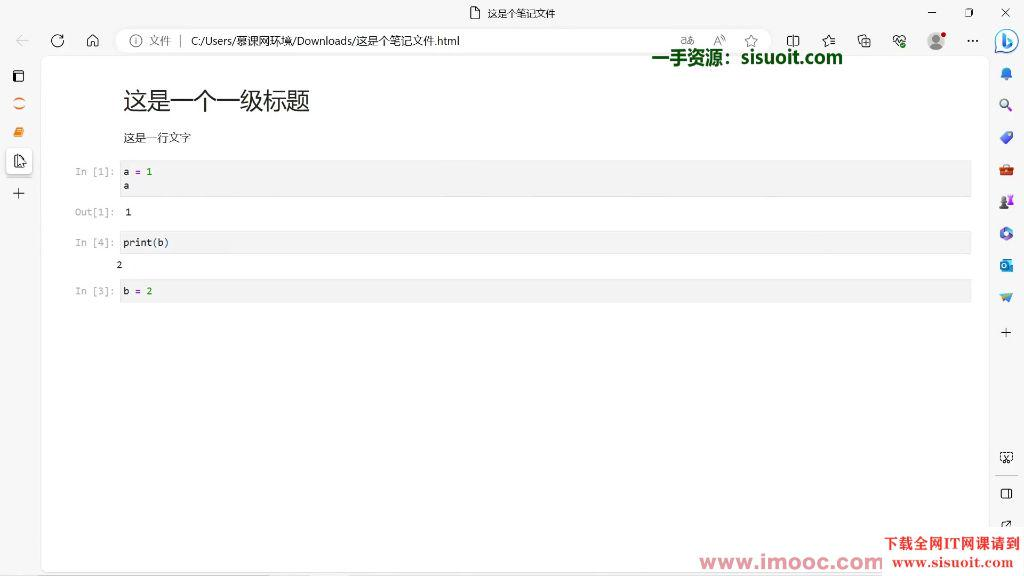 这是个笔记文件
文件 | C:/Users/慕课网环境/Downloads/这是个笔记文件.html
一手资源：sisuoit.com
这是一个一级标题
这是一行文字
In [1]: a = 1
a
Out[1]: 1
In [4]: print(b)
2
In [3]: b = 2
下载全网IT网课请到
www.imooc.com
www.sisuoit.com